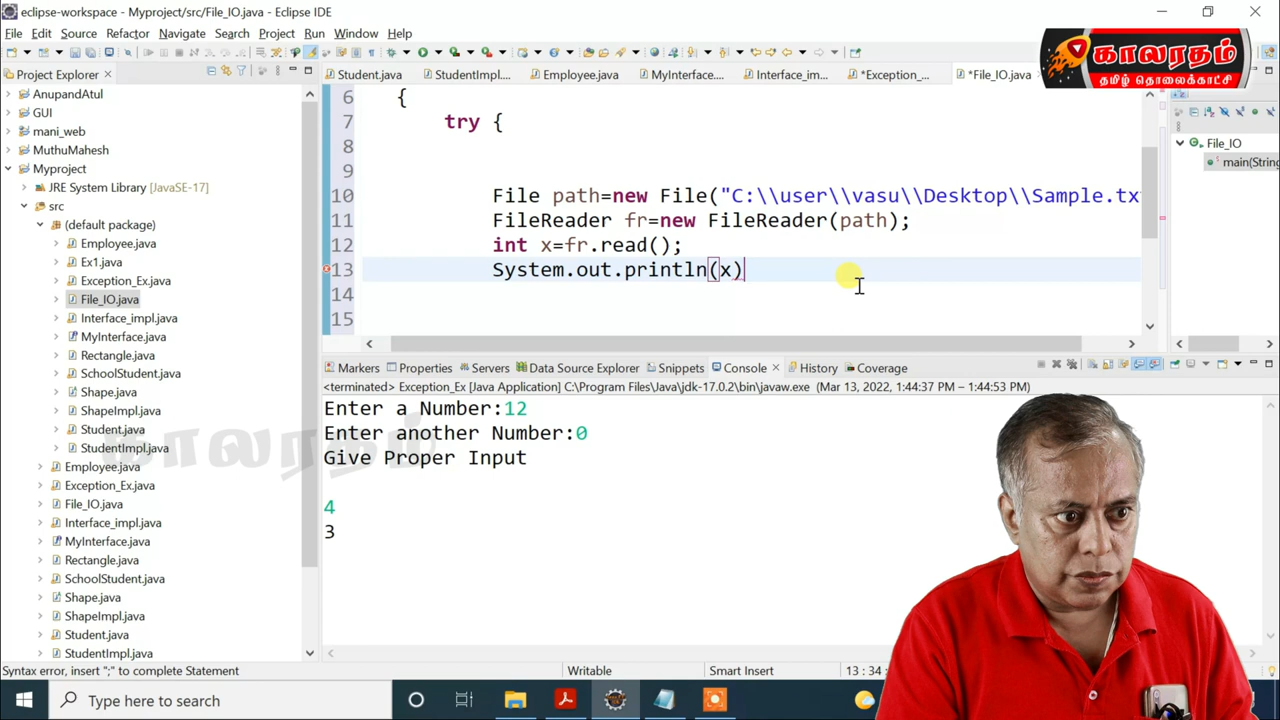 eclipse-workspace - Myproject/src/File_IO.java - Eclipse IDE
File Edit Source Refactor Navigate Search Project Run Window Help
காலரதம்
தமிழ் தொலைக்காட்சி
Project Explorer
Student.java StudentImpl.... Employee.java MyInterface.... Interface_im... *Exception_... *File_IO.java
AnupandAtul
GUI
mani_web
MuthuMahesh
Myproject
JRE System Library [JavaSE-17]
src
(default package)
Employee.java
Ex1.java
Exception_Ex.java
File_IO.java
Interface_impl.java
MyInterface.java
Rectangle.java
SchoolStudent.java
Shape.java
ShapeImpl.java
Student.java
StudentImpl.java
Employee.java
Exception_Ex.java
File_IO.java
Interface_impl.java
MyInterface.java
Rectangle.java
SchoolStudent.java
Shape.java
ShapeImpl.java
Student.java
StudentImpl.java
6 {
7 try {
8
9
10 File path=new File("C:\\user\\vasu\\Desktop\\Sample.tx
11 FileReader fr=new FileReader(path);
12 int x=fr.read();
13 System.out.println(x)
14
15
File_IO
main(String
Markers Properties Servers Data Source Explorer Snippets Console History Coverage
<terminated> Exception_Ex [Java Application] C:\Program Files\Java\jdk-17.0.2\bin\javaw.exe (Mar 13, 2022, 1:44:37 PM – 1:44:53 PM)
Enter a Number:12
Enter another Number:0
Give Proper Input
4
3
காலரதம்
Syntax error, insert ";" to complete Statement Writable Smart Insert 13 : 34
Type here to search